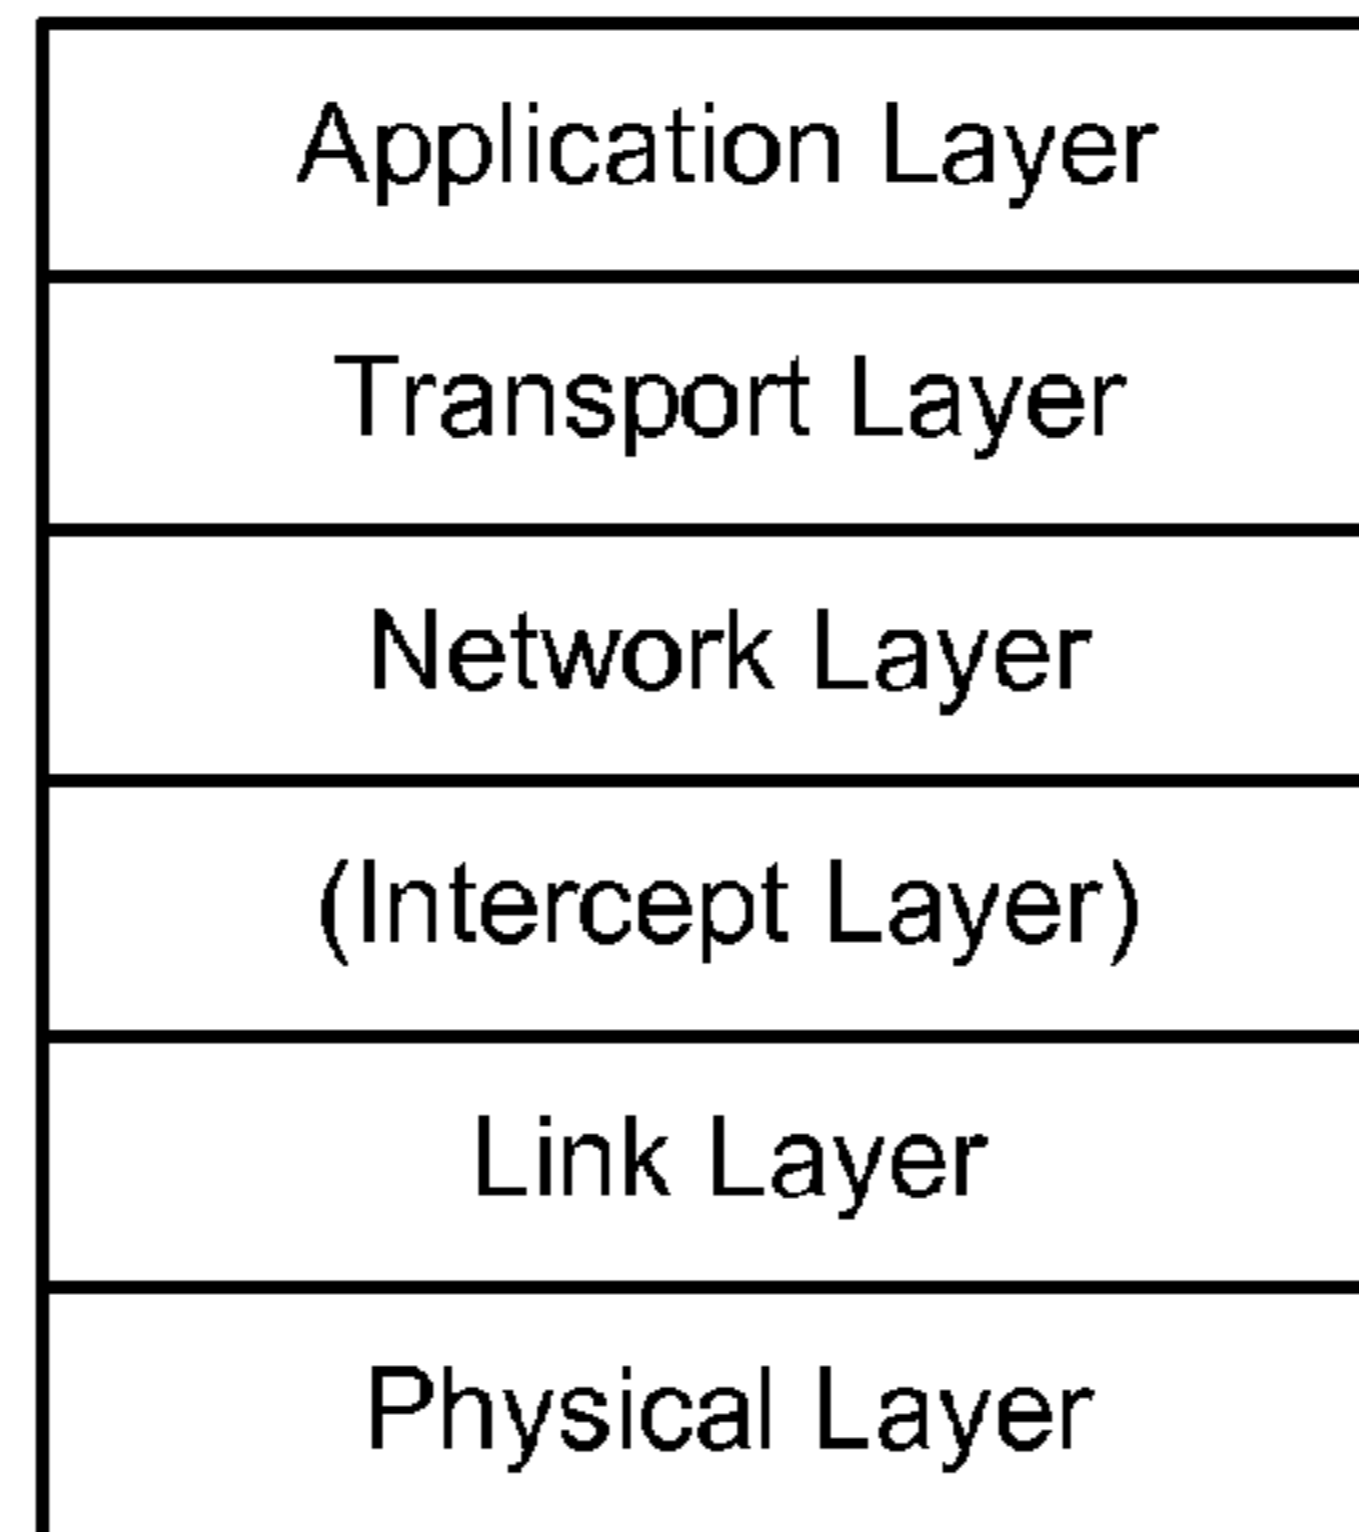 Application Layer
Transport Layer
Network Layer
(Intercept Layer)
Link Layer
Physical Layer